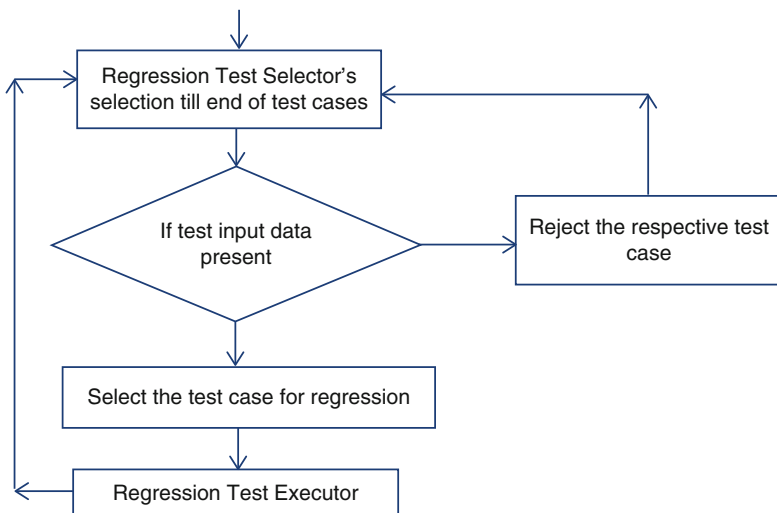 Regression Test Selector's
selection till end of test cases
If test input data
present
Reject the respective test
case
Select the test case for regression
Regression Test Executor